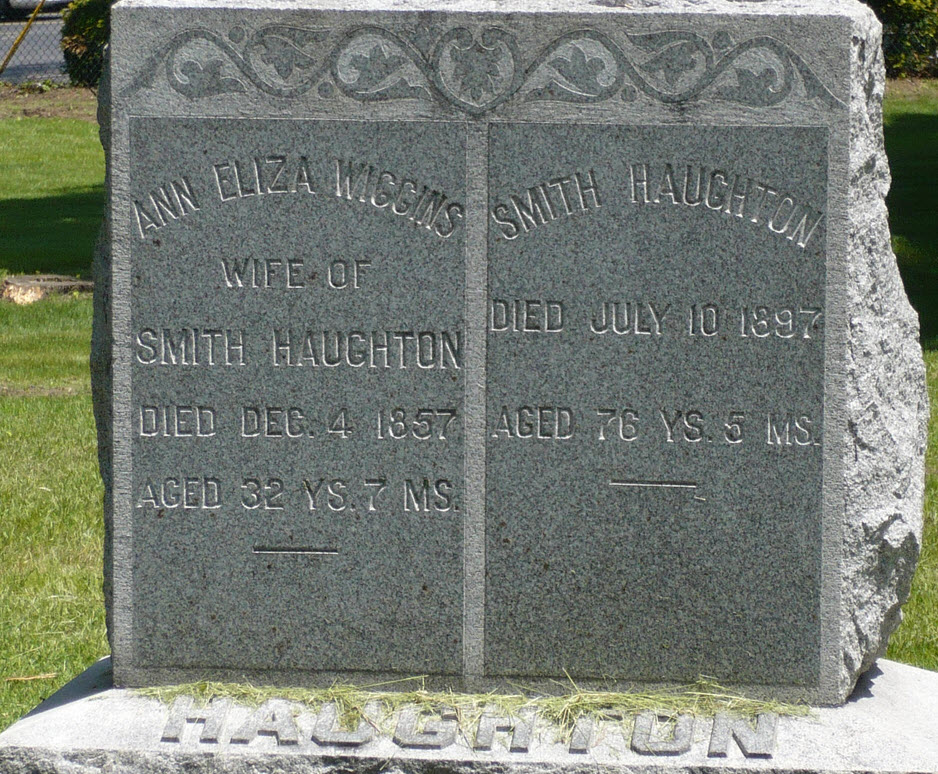 ANN ELIZA WIGGINS
WIFE OF
SMITH HAUGHTON
DIED DEC. 4 1857
AGED 32 YS. 7 MS.
SMITH HAUGHTON
DIED JULY 10 1897
AGED 76 YS. 5 MS.
HAUGHTON